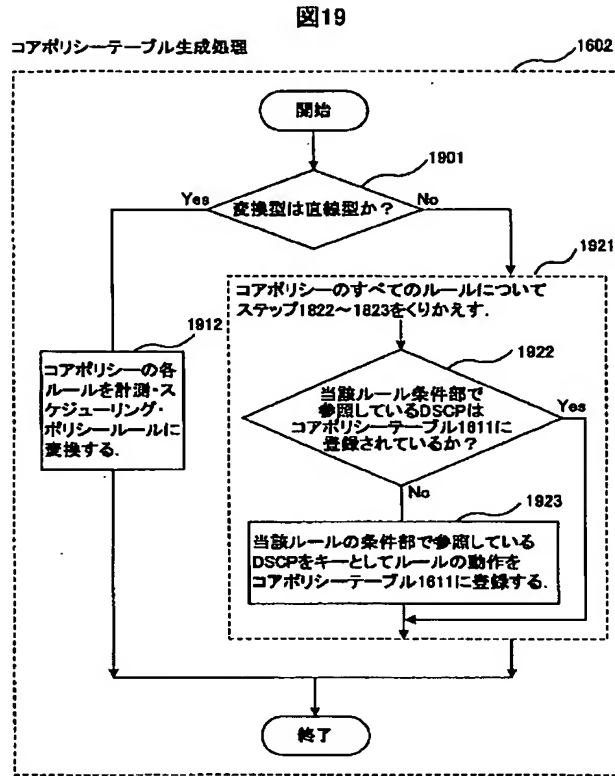 図19
コアポリシーテーブル生成処理
1602
開始
1901
変換型は直線型か？
Yes
No
1921
コアポリシーのすべてのルールについて
ステップ1822～1823をくりかえす.
1912
コアポリシーの各
ルールを計測・ス
ケジューリング・
ポリシールールに
変換する.
1922
当該ルール条件部で
参照しているDSCPは
コアポリシーテーブル1611に
登録されているか？
Yes
No
1923
当該ルールの条件部で参照している
DSCPをキーとしてルールの動作を
コアポリシーテーブル1611に登録する.
終了